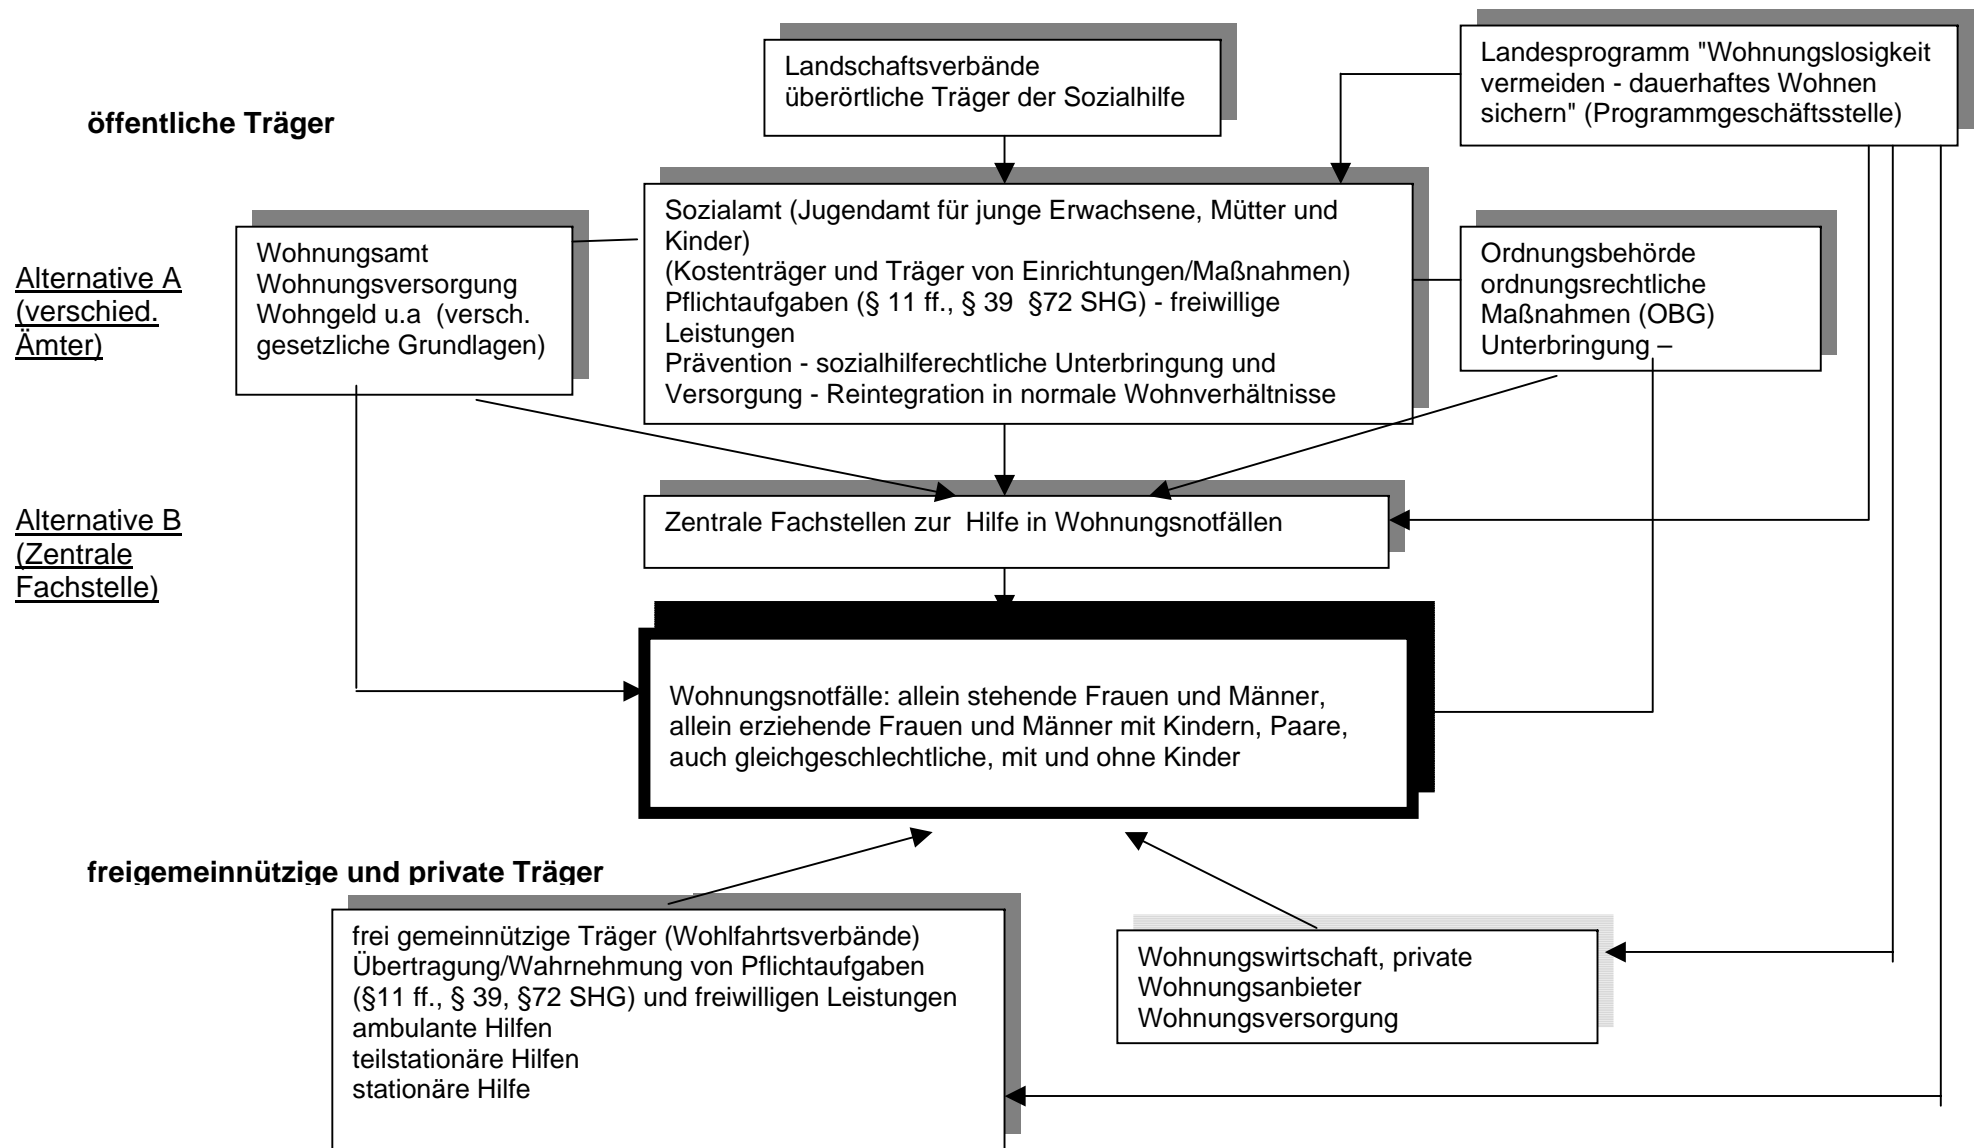 Landschaftsverbände
überörtliche Träger der Sozialhilfe
Landesprogramm "Wohnungslosigkeit
vermeiden - dauerhaftes Wohnen
sichern" (Programmgeschäftsstelle)
öffentliche Träger
Alternative A
(verschied.
Ämter)
Wohnungsamt
Wohnungsversorgung
Wohngeld u.a (versch.
gesetzliche Grundlagen)
Sozialamt (Jugendamt für junge Erwachsene, Mütter und
Kinder)
(Kostenträger und Träger von Einrichtungen/Maßnahmen)
Pflichtaufgaben (§ 11 ff., § 39 §72 SHG) - freiwillige
Leistungen
Prävention - sozialhilferechtliche Unterbringung und
Versorgung - Reintegration in normale Wohnverhältnisse
Ordnungsbehörde
ordnungsrechtliche
Maßnahmen (OBG)
Unterbringung –
Alternative B
(Zentrale
Fachstelle)
Zentrale Fachstellen zur Hilfe in Wohnungsnotfällen
Wohnungsnotfälle: allein stehende Frauen und Männer,
allein erziehende Frauen und Männer mit Kindern, Paare,
auch gleichgeschlechtliche, mit und ohne Kinder
freigemeinnützige und private Träger
frei gemeinnützige Träger (Wohlfahrtsverbände)
Übertragung/Wahrnehmung von Pflichtaufgaben
(§11 ff., § 39, §72 SHG) und freiwilligen Leistungen
ambulante Hilfen
teilstationäre Hilfen
stationäre Hilfe
Wohnungswirtschaft, private
Wohnungsanbieter
Wohnungsversorgung